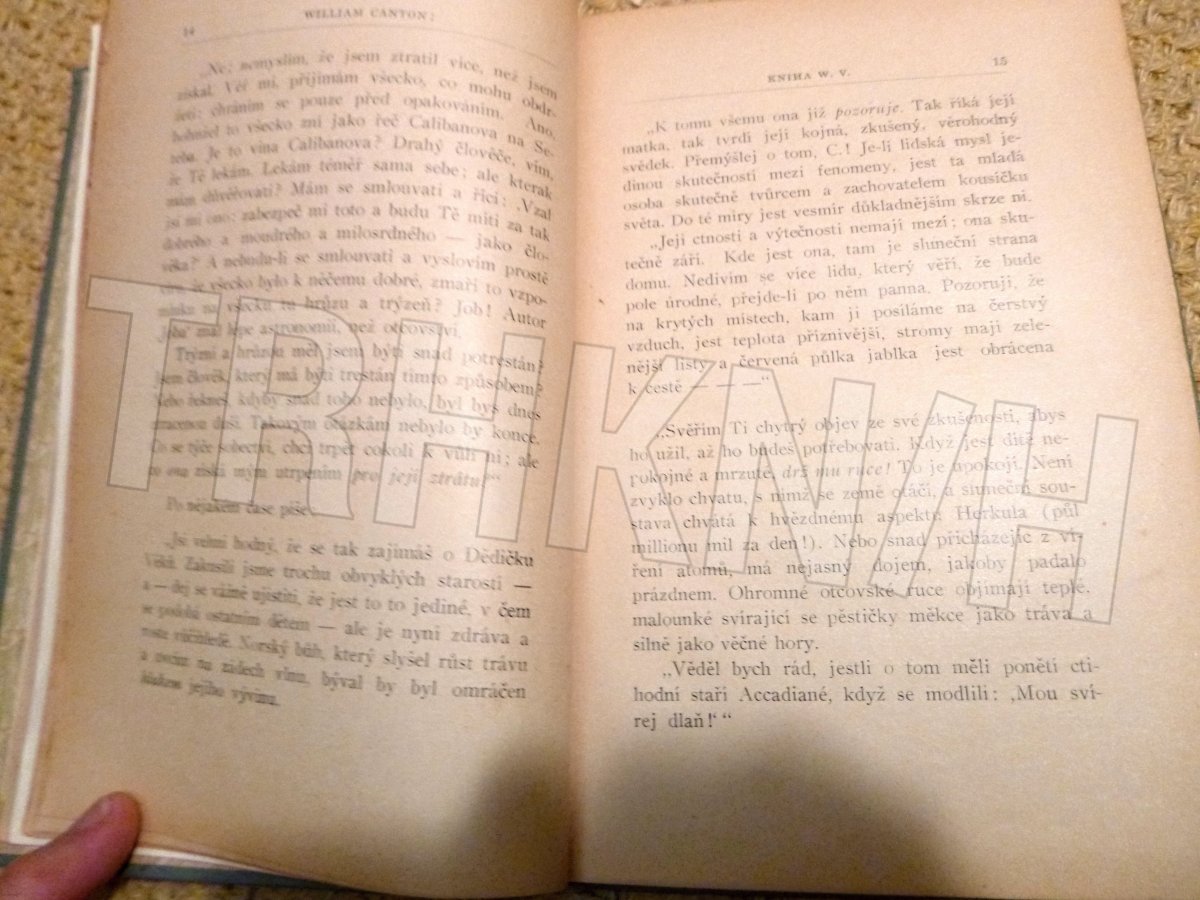 14
WILLIAM CANTON:
„Ne; nemyslím, že jsem ztratil více, než jsem
získal. Věř mi, přijímám všecko, co mohu obdr-
žeti; chráním se pouze před opakováním. Ano,
bohužel to všecko zní jako řeč Calibanova na Se-
teba. Je to vina Calibanova? Drahý člověče, vím,
že Tě lekám. Lekám téměř sama sebe; ale kterak
mám důvěřovati? Mám se smlouvati a říci: ‚Vzal
jsi mi ono: zabezpeč mi toto a budu Tě míti za tak
dobrého a moudrého a milosrdného — jako člo-
věka?‘ A nebudu-li se smlouvati a vyslovím prostě
že všecko bylo k něčemu dobré, zmaří to vzpo-
mínku na všecku tu hrůzu a trýzeň? Job! Autor
‚Joba‘ znal lépe astronomii, než otcovství.
Trýzní a hrůzou měl jsem býti snad potrestán?
Jsem člověk, který má býti trestán tímto způsobem?
Nebo řekneš, kdyby snad toho nebylo, byl bys dnes
ztracenou duší. Takovým otázkám nebylo by konce.
Co se týče sobectví, chci trpět cokoli k vůli ní; ale
co ona získá mým utrpením pro její ztrátu?“
Po nějakém čase píše:
„Jsi velmi hodný, že se tak zajímáš o Dědičku
Věků. Zakusili jsme trochu obvyklých starostí —
a — dej se vážně ujistiti, že jest to to jediné, v čem
se podobá ostatním dětem — ale je nyní zdráva a
roste Norský bůh, který slyšel růst trávu
a ovcím na zádech vlnu, býval by byl omráčen
hlukem jejího vývinu.
KNIHA W. V.
15
„K tomu všemu ona již pozoruje. Tak říká její
matka, tak tvrdí její kojná, zkušený, věrohodný
svědek. Přemýšlej o tom, C.! Je-li lidská mysl je-
dinou skutečností mezi fenomeny, jest ta mladá
osoba skutečně tvůrcem a zachovatelem kousíčku
světa. Do té míry jest vesmír důkladnějším skrze ni.
„Její ctnosti a výtečnosti nemají mezí; ona sku-
tečně září. Kde jest ona, tam je sluneční strana
domu. Nedivím se více lidu, který věří, že bude
pole úrodné, přejde-li po něm panna. Pozoruji, že
na krytých místech, kam ji posíláme na čerstvý
vzduch, jest teplota příznivější, stromy mají zele-
nější listy a červená půlka jablka jest obrácena
k cestě — — —“
„Svěřím Ti chytrý objev ze své zkušenosti, abys
ho užil, až ho budeš potřebovati. Když jest dítě ne-
pokojné a mrzuté, drž mu ruce! To je upokojí. Není
zvyklo chvatu, s nímž se země otáčí, a sluneční sou-
stava chvátá k hvězdnému aspektu Herkula (půl
millionu mil za den!). Nebo snad přicházejíc z ví-
ření atomů, má nejasný dojem, jakoby padalo
prázdnem. Ohromné otcovské ruce objímají teplé,
malounké svírající se pěstičky měkce jako tráva a
silně jako věčné hory.
„Věděl bych rád, jestli o tom měli ponětí cti-
hodní staří Accadiané, když se modlili: ‚Mou sví-
rej dlaň!‘“
TRHKNIH